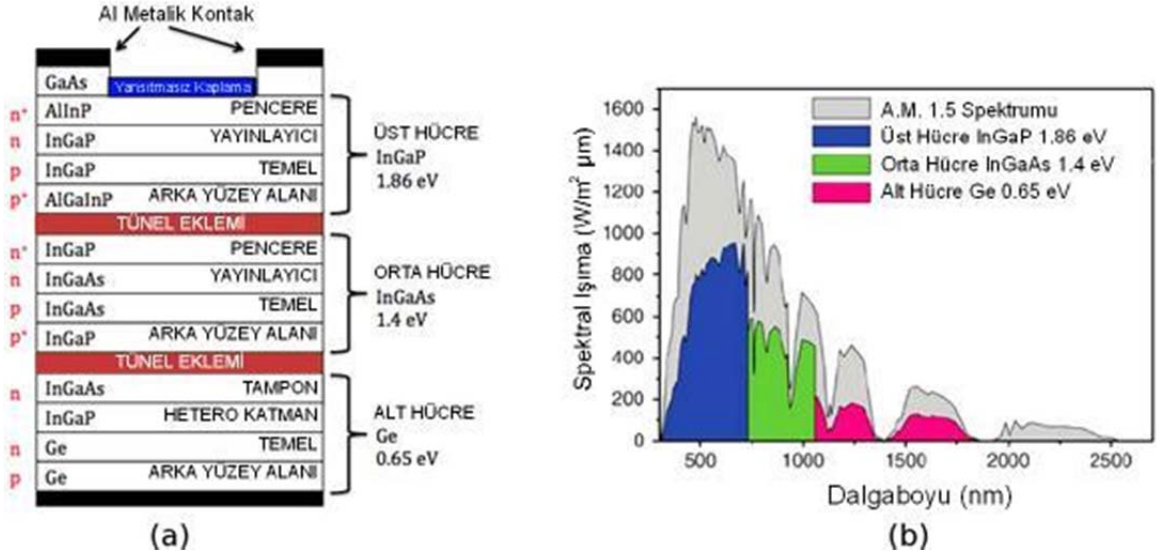 Al Metalik Kontak
GaAs
Yansıtmasız Kaplama
n⁺ AlInP PENCERE
n InGaP YAYINLAYICI
p InGaP TEMEL
p⁺ AlGaInP ARKA YÜZEY ALANI
ÜST HÜCRE
InGaP
1.86 eV
TÜNEL EKLEMİ
n⁺ InGaP PENCERE
n InGaAs YAYINLAYICI
p InGaAs TEMEL
p⁺ InGaP ARKA YÜZEY ALANI
ORTA HÜCRE
InGaAs
1.4 eV
TÜNEL EKLEMİ
n InGaAs TAMPON
InGaP HETERO KATMAN
n Ge TEMEL
p Ge ARKA YÜZEY ALANI
ALT HÜCRE
Ge
0.65 eV
(a)
A.M. 1.5 Spektrumu
Üst Hücre InGaP 1.86 eV
Orta Hücre InGaAs 1.4 eV
Alt Hücre Ge 0.65 eV
Spektral Işıma (W/m² µm)
1600
1400
1200
1000
800
600
400
200
0
500 1000 1500 2000 2500
Dalgaboyu (nm)
(b)